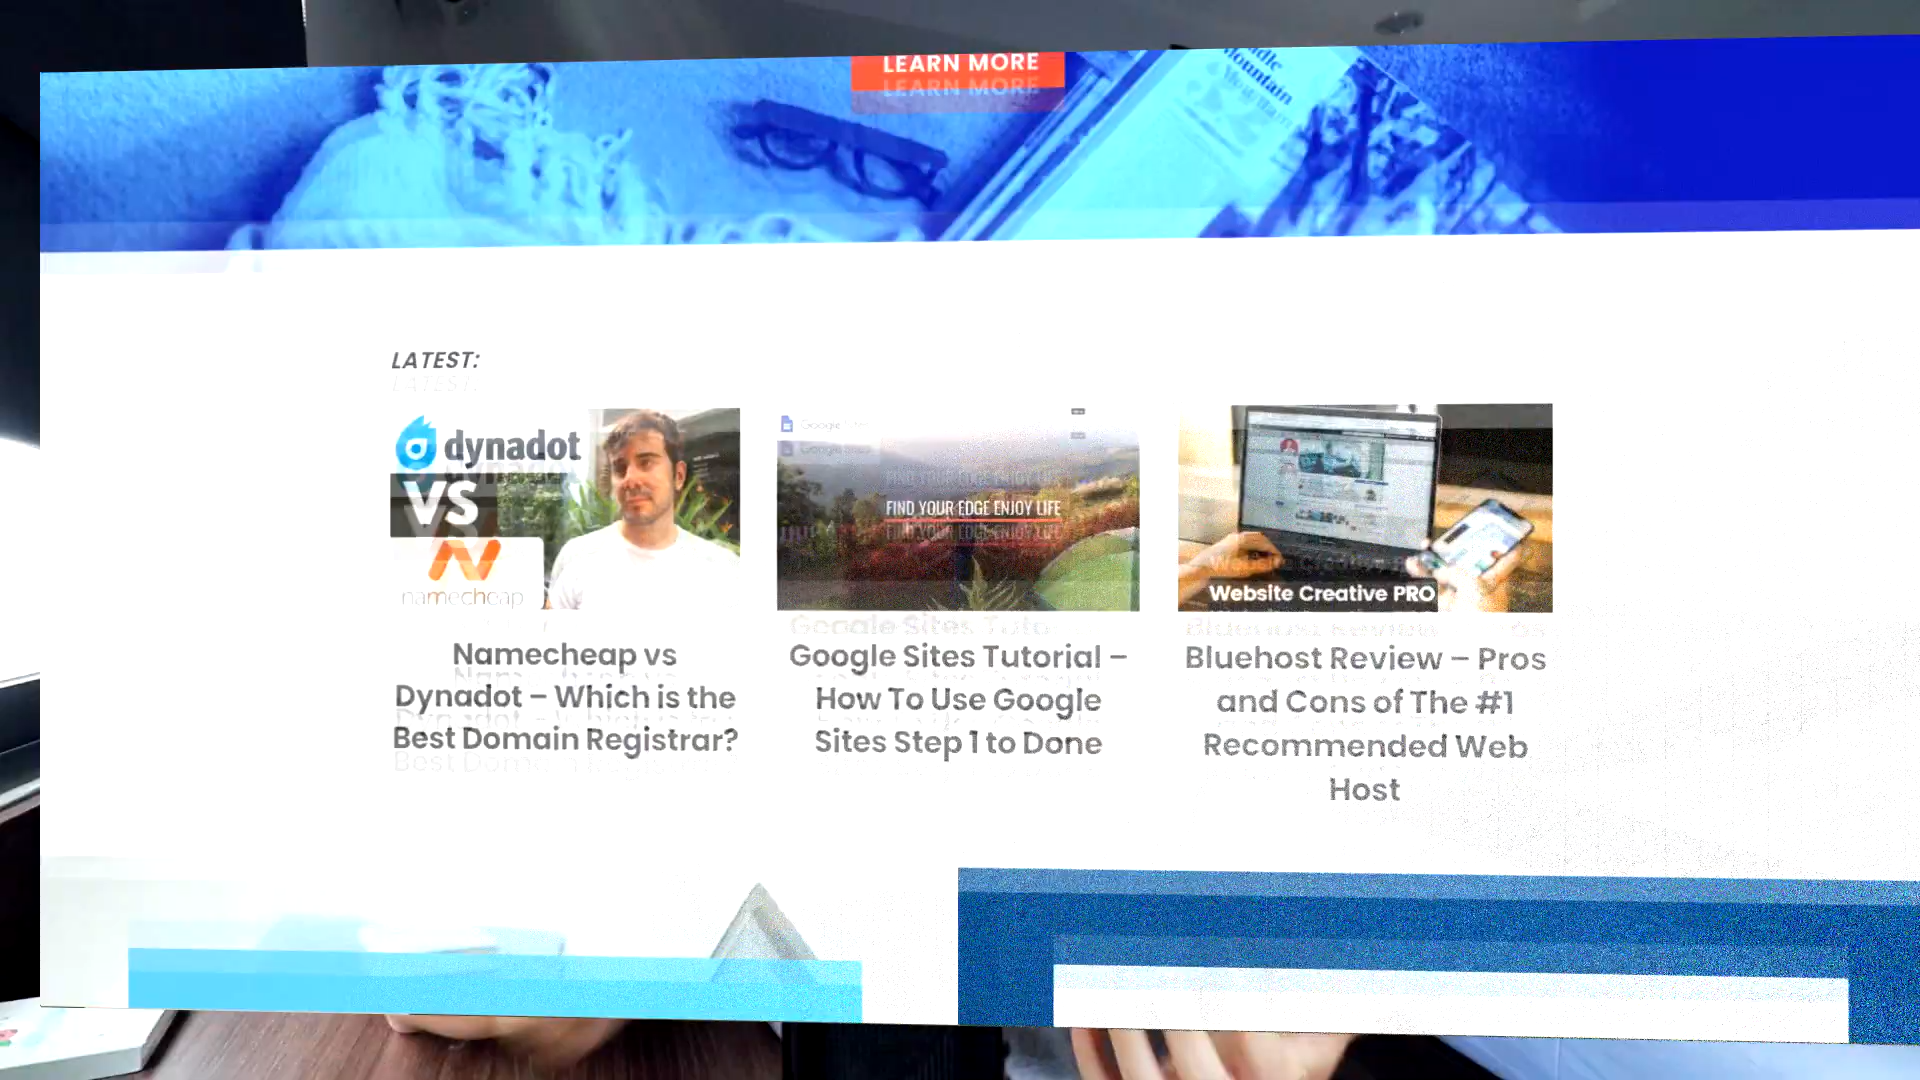 LEARN MORE
LATEST:
dynadot
VS
namecheap
Google Sites
FIND YOUR EDGE ENJOY LIFE
Website Creative PRO
Namecheap vs
Dynadot – Which is the
Best Domain Registrar?
Google Sites Tutorial –
How To Use Google
Sites Step 1 to Done
Bluehost Review – Pros
and Cons of The #1
Recommended Web
Host